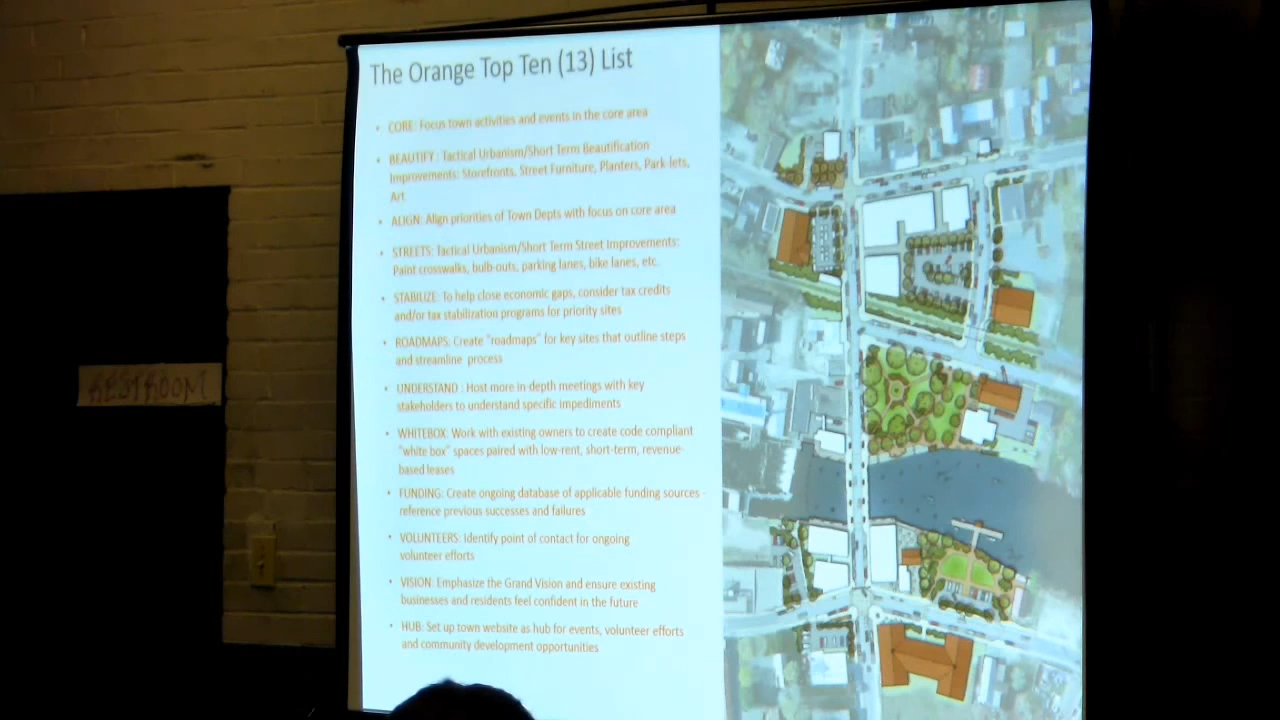 The Orange Top Ten (13) List
• CORE: Focus town activities and events in the core area
• BEAUTIFY : Tactical Urbanism/Short Term Beautification
Improvements: Storefronts, Street Furniture, Planters, Park-lets,
Art
• ALIGN: Align priorities of Town Depts with focus on core area
• STREETS: Tactical Urbanism/Short Term Street Improvements:
Paint crosswalks, bulb-outs, parking lanes, bike lanes, etc.
• STABILIZE: To help close economic gaps, consider tax credits
and/or tax stabilization programs for priority sites
• ROADMAPS: Create "roadmaps" for key sites that outline steps
and streamline process
• UNDERSTAND : Host more in-depth meetings with key
stakeholders to understand specific impediments
• WHITEBOX: Work with existing owners to create code compliant
"white box" spaces paired with low-rent, short-term, revenue-
based leases
• FUNDING: Create ongoing database of applicable funding sources -
reference previous successes and failures
• VOLUNTEERS: Identify point of contact for ongoing
volunteer efforts
• VISION: Emphasize the Grand Vision and ensure existing
businesses and residents feel confident in the future
• HUB: Set up town website as hub for events, volunteer efforts
and community development opportunities
RESTROOM